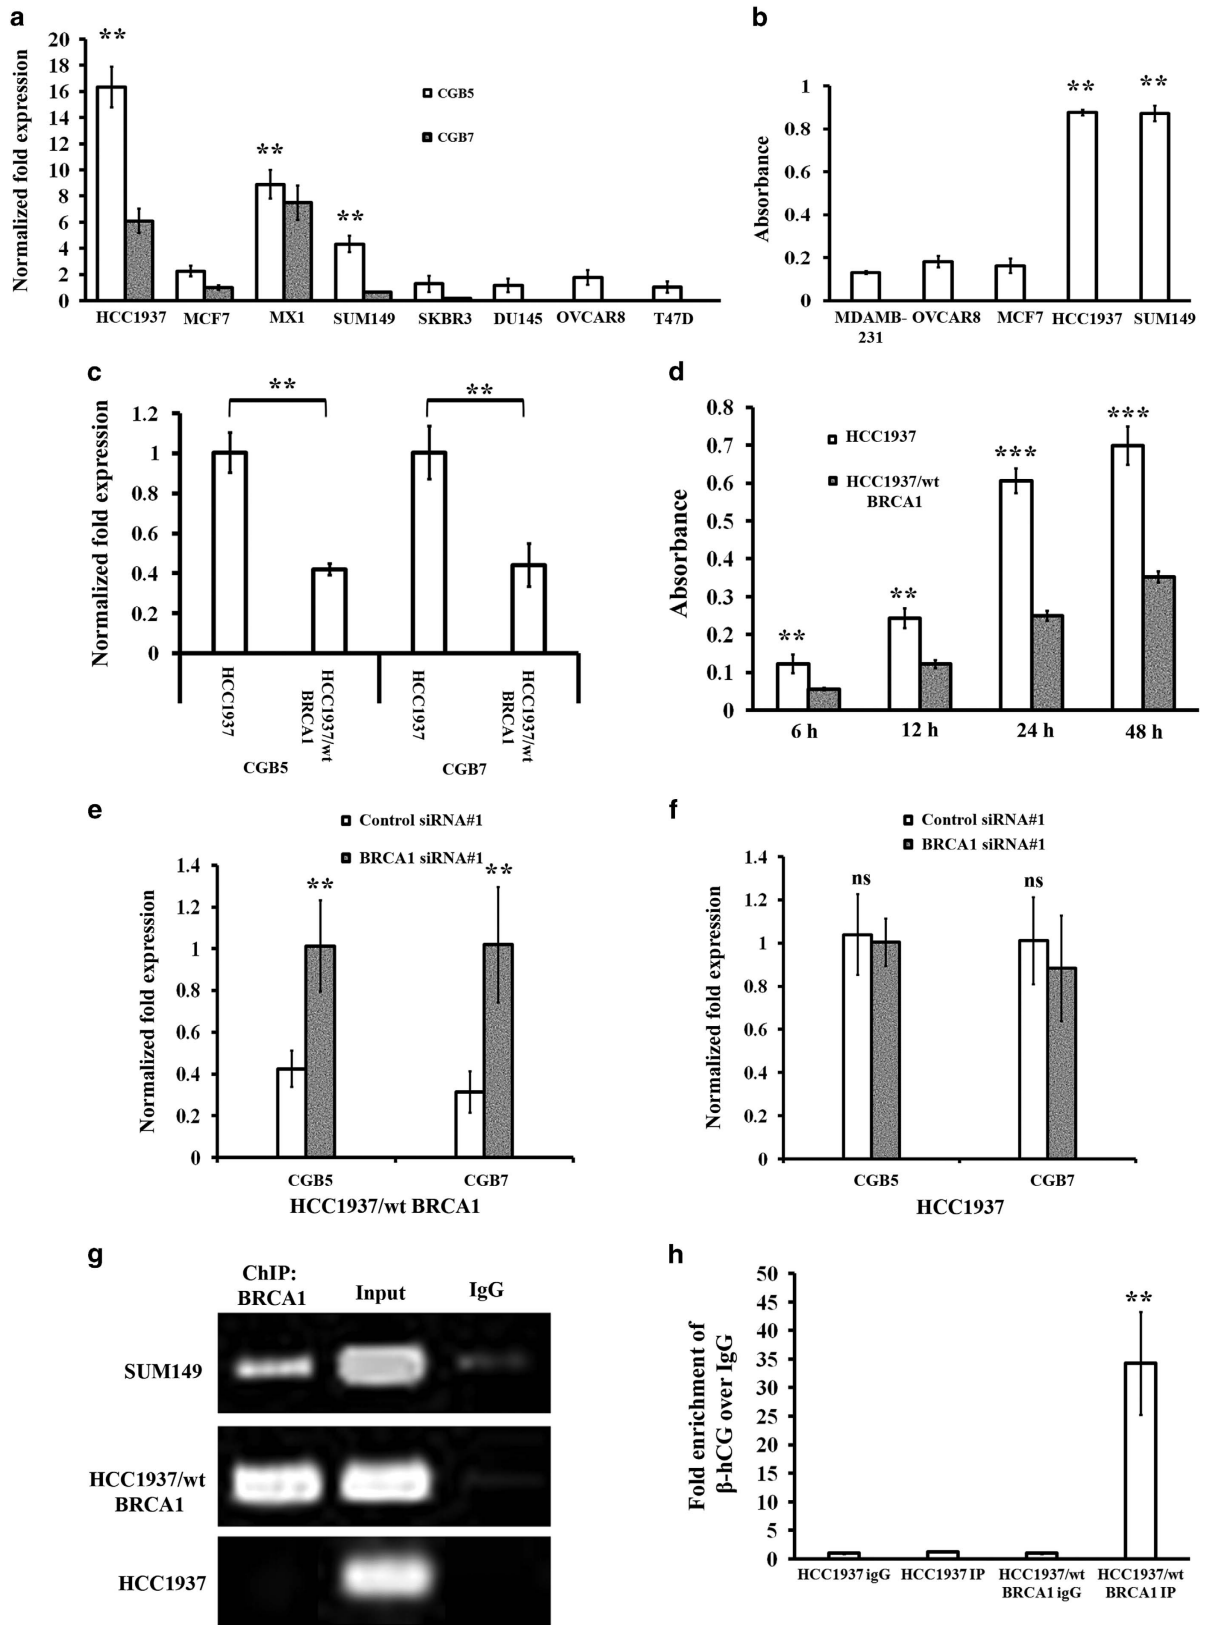 a
Normalized fold expression
20
18
16
14
12
10
8
6
4
2
0
**
**
**
CGB5
CGB7
HCC1937 MCF7 MX1 SUM149 SKBR3 DU145 OVCAR8 T47D
b
Absorbance
1
0.8
0.6
0.4
0.2
0
** **
MDAMB-231 OVCAR8 MCF7 HCC1937 SUM149
c
Normalized fold expression
1.2
1
0.8
0.6
0.4
0.2
0
** **
HCC1937
HCC1937/wt
BRCA1
HCC1937
HCC1937/wt
BRCA1
CGB5 CGB7
d
Absorbance
0.8
0.7
0.6
0.5
0.4
0.3
0.2
0.1
0
HCC1937
HCC1937/wt
BRCA1
**
**
***
***
6 h 12 h 24 h 48 h
e
Control siRNA#1
BRCA1 siRNA#1
Normalized fold expression
1.4
1.2
1
0.8
0.6
0.4
0.2
0
** **
CGB5 CGB7
HCC1937/wt BRCA1
f
Control siRNA#1
BRCA1 siRNA#1
Normalized fold expression
1.4
1.2
1
0.8
0.6
0.4
0.2
0
ns ns
CGB5 CGB7
HCC1937
g
ChIP:
BRCA1 Input IgG
SUM149
HCC1937/wt
BRCA1
HCC1937
h
Fold enrichment of
β-hCG over IgG
50
45
40
35
30
25
20
15
10
5
0
**
HCC1937 igG HCC1937 IP HCC1937/wt HCC1937/wt
BRCA1 igG BRCA1 IP